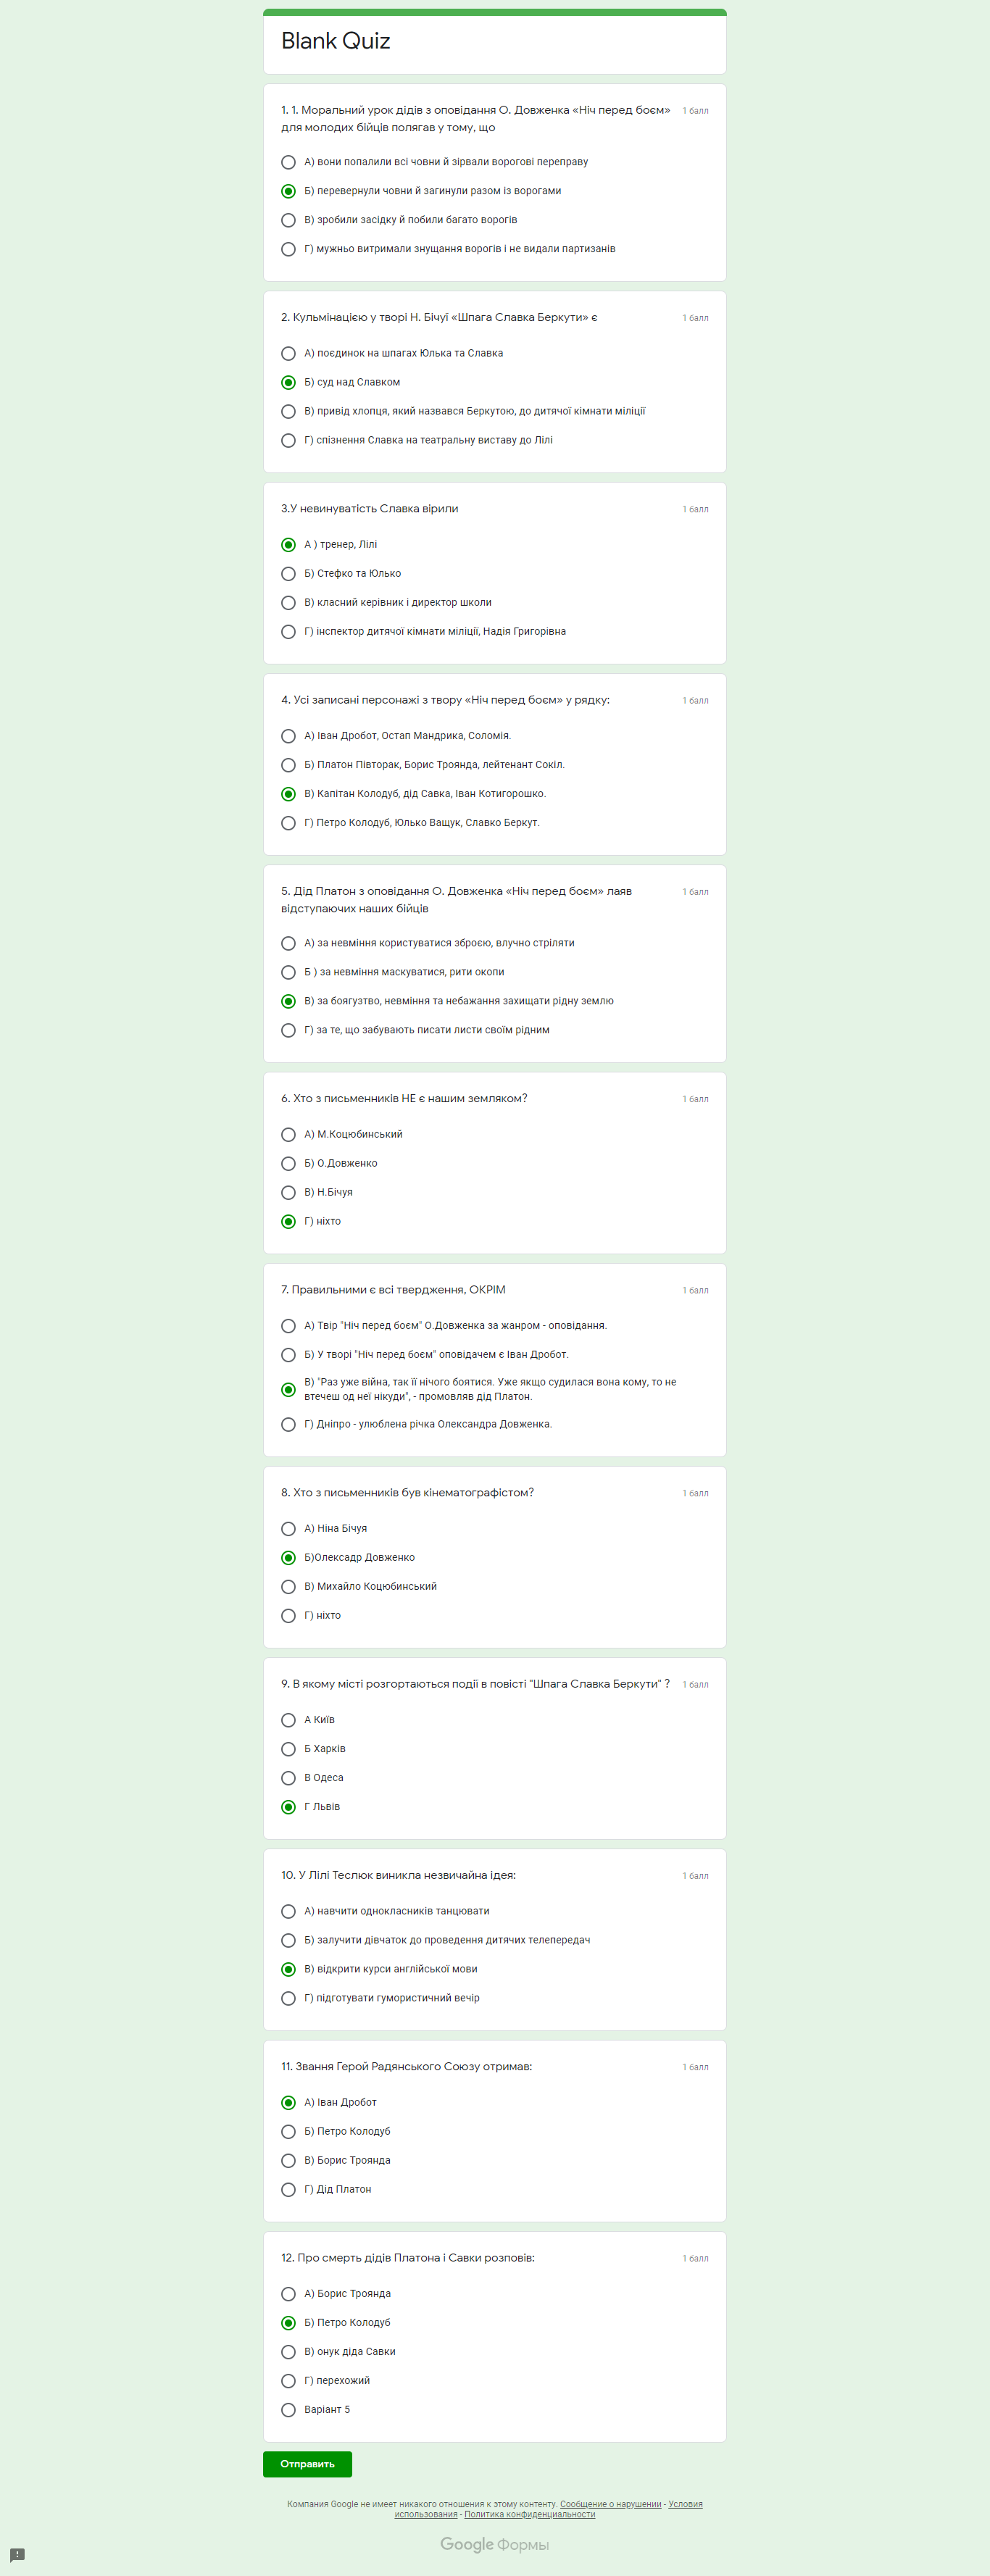 Blank Quiz
1. 1. Моральний урок дідів з оповідання О. Довженка «Ніч перед боєм» 1 балл
для молодих бійців полягав у тому, що
А) вони попалили всі човни й зірвали ворогові переправу
Б) перевернули човни й загинули разом із ворогами
В) зробили засідку й побили багато ворогів
Г) мужньо витримали знущання ворогів і не видали партизанів
2. Кульмінацією у творі Н. Бічуї «Шпага Славка Беркути» є 1 балл
А) поєдинок на шпагах Юлька та Славка
Б) суд над Славком
В) привід хлопця, який назвався Беркутою, до дитячої кімнати міліції
Г) спізнення Славка на театральну виставу до Лілі
3.У невинуватість Славка вірили 1 балл
А ) тренер, Лілі
Б) Стефко та Юлько
В) класний керівник і директор школи
Г) інспектор дитячої кімнати міліції, Надія Григорівна
4. Усі записані персонажі з твору «Ніч перед боєм» у рядку: 1 балл
А) Іван Дробот, Остап Мандрика, Соломія.
Б) Платон Півторак, Борис Троянда, лейтенант Сокіл.
В) Капітан Колодуб, дід Савка, Іван Котигорошко.
Г) Петро Колодуб, Юлько Ващук, Славко Беркут.
5. Дід Платон з оповідання О. Довженка «Ніч перед боєм» лаяв 1 балл
відступаючих наших бійців
А) за невміння користуватися зброєю, влучно стріляти
Б ) за невміння маскуватися, рити окопи
В) за боягузтво, невміння та небажання захищати рідну землю
Г) за те, що забувають писати листи своїм рідним
6. Хто з письменників НЕ є нашим земляком? 1 балл
А) М.Коцюбинський
Б) О.Довженко
В) Н.Бічуя
Г) ніхто
7. Правильними є всі твердження, ОКРІМ 1 балл
А) Твір "Ніч перед боєм" О.Довженка за жанром - оповідання.
Б) У творі "Ніч перед боєм" оповідачем є Іван Дробот.
В) "Раз уже війна, так її нічого боятися. Уже якщо судилася вона кому, то не
втечеш од неї нікуди", - промовляв дід Платон.
Г) Дніпро - улюблена річка Олександра Довженка.
8. Хто з письменників був кінематографістом? 1 балл
А) Ніна Бічуя
Б)Олексадр Довженко
В) Михайло Коцюбинський
Г) ніхто
9. В якому місті розгортаються події в повісті "Шпага Славка Беркути" ? 1 балл
А Київ
Б Харків
В Одеса
Г Львів
10. У Лілі Теслюк виникла незвичайна ідея: 1 балл
А) навчити однокласників танцювати
Б) залучити дівчаток до проведення дитячих телепередач
В) відкрити курси англійської мови
Г) підготувати гумористичний вечір
11. Звання Герой Радянського Союзу отримав: 1 балл
А) Іван Дробот
Б) Петро Колодуб
В) Борис Троянда
Г) Дід Платон
12. Про смерть дідів Платона і Савки розповів: 1 балл
А) Борис Троянда
Б) Петро Колодуб
В) онук діда Савки
Г) перехожий
Варіант 5
Отправить
Компания Google не имеет никакого отношения к этому контенту. Сообщение о нарушении - Условия
использования - Политика конфиденциальности
Google Формы